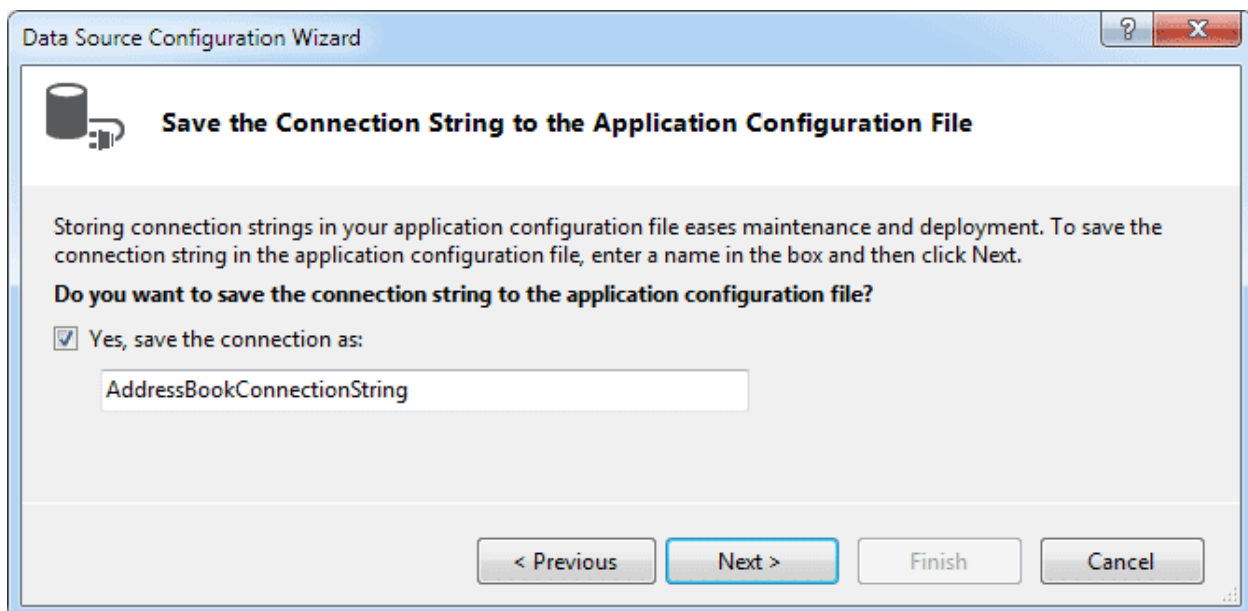 Data Source Configuration Wizard
?
X
Save the Connection String to the Application Configuration File
Storing connection strings in your application configuration file eases maintenance and deployment. To save the
connection string in the application configuration file, enter a name in the box and then click Next.
Do you want to save the connection string to the application configuration file?
Yes, save the connection as:
AddressBookConnectionString
< Previous
Next >
Finish
Cancel